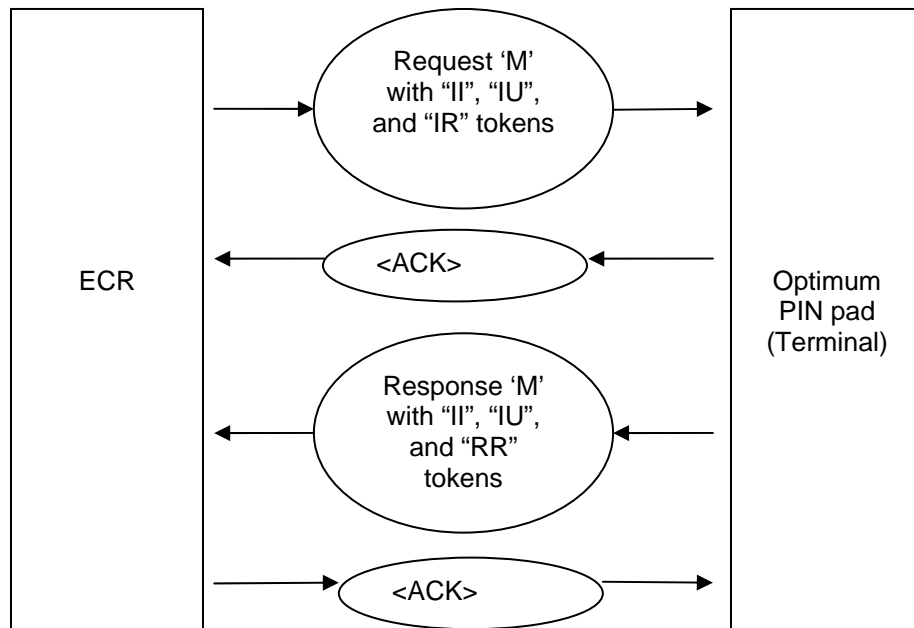 Request ‘M’
with “II”, “IU”,
and “IR” tokens
<ACK>
ECR
Optimum
PIN pad
(Terminal)
Response ‘M’
with “II”, “IU”,
and “RR”
tokens
<ACK>